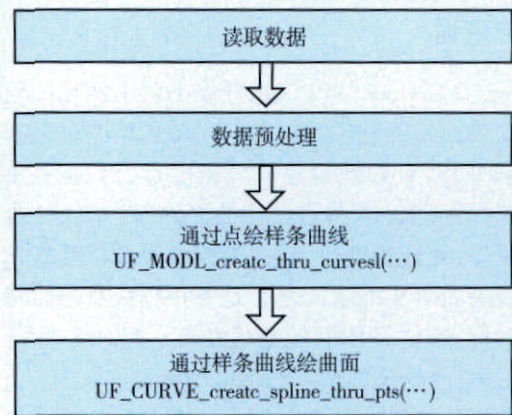 读取数据
数据预处理
通过点绘样条曲线
UF_MODL_creatc_thru_curvesl(…)
通过样条曲线绘曲面
UF_CURVE_creatc_spline_thru_pts(…)